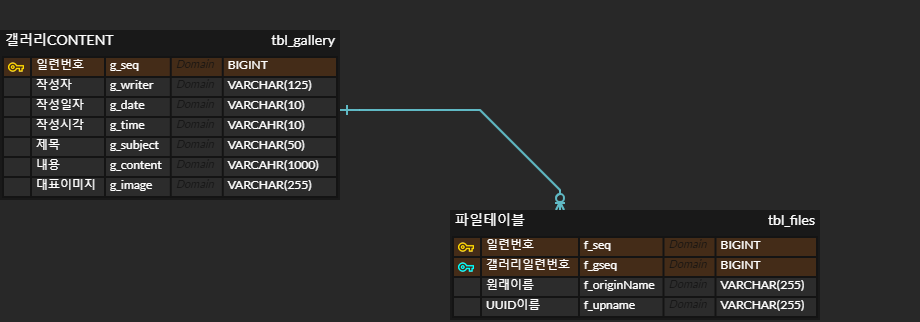 갤러리CONTENT tbl_gallery
일련번호 g_seq Domain BIGINT
작성자 g_writer Domain VARCHAR(125)
작성일자 g_date Domain VARCHAR(10)
작성시각 g_time Domain VARCAHR(10)
제목 g_subject Domain VARCHAR(50)
내용 g_content Domain VARCAHR(1000)
대표이미지 g_image Domain VARCHAR(255)
파일테이블 tbl_files
일련번호 f_seq Domain BIGINT
갤러리일련번호 f_gseq Domain BIGINT
원래이름 f_originName Domain VARCHAR(255)
UUID이름 f_upname Domain VARCHAR(255)